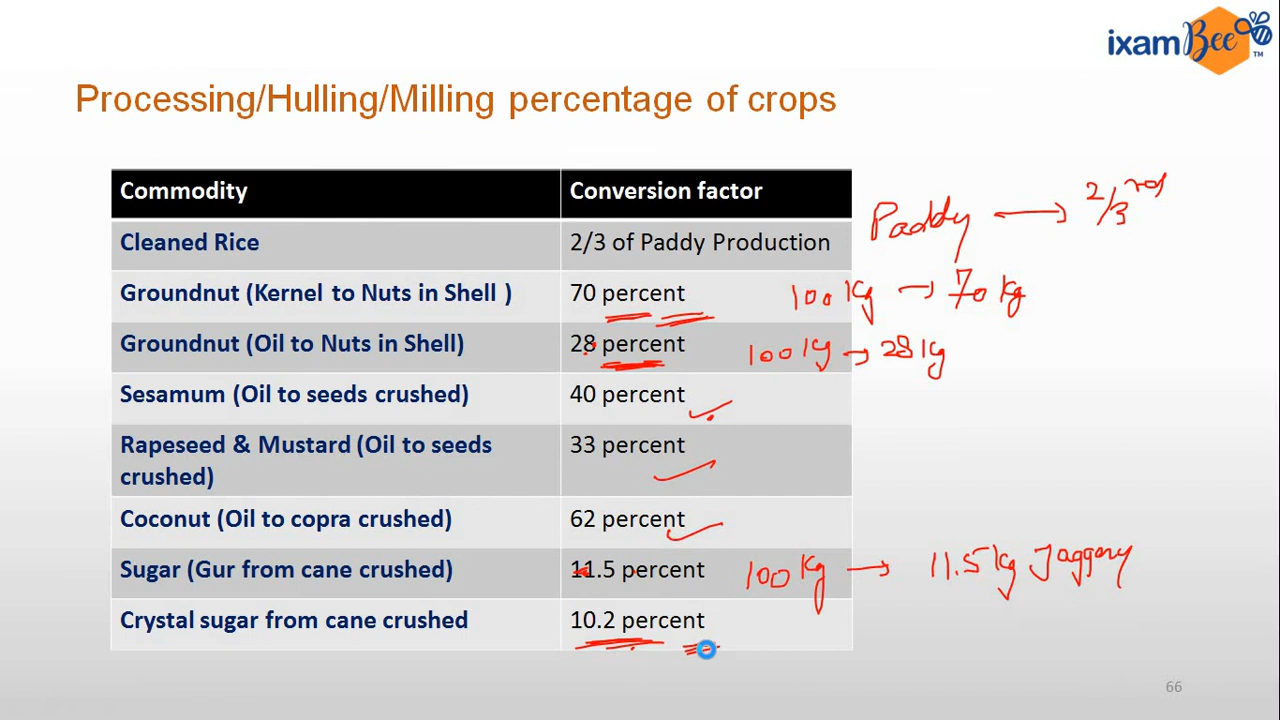 ixamBee
TM
Processing/Hulling/Milling percentage of crops
Commodity Conversion factor
Cleaned Rice 2/3 of Paddy Production
Paddy → 2/3 rd
Groundnut (Kernel to Nuts in Shell ) 70 percent
100 Kg → 70 Kg
Groundnut (Oil to Nuts in Shell) 28 percent
100 Kg → 28 Kg
Sesamum (Oil to seeds crushed) 40 percent
Rapeseed & Mustard (Oil to seeds
crushed) 33 percent
Coconut (Oil to copra crushed) 62 percent
Sugar (Gur from cane crushed) 11.5 percent
100 Kg → 11.5 Kg Jaggery
Crystal sugar from cane crushed 10.2 percent
66